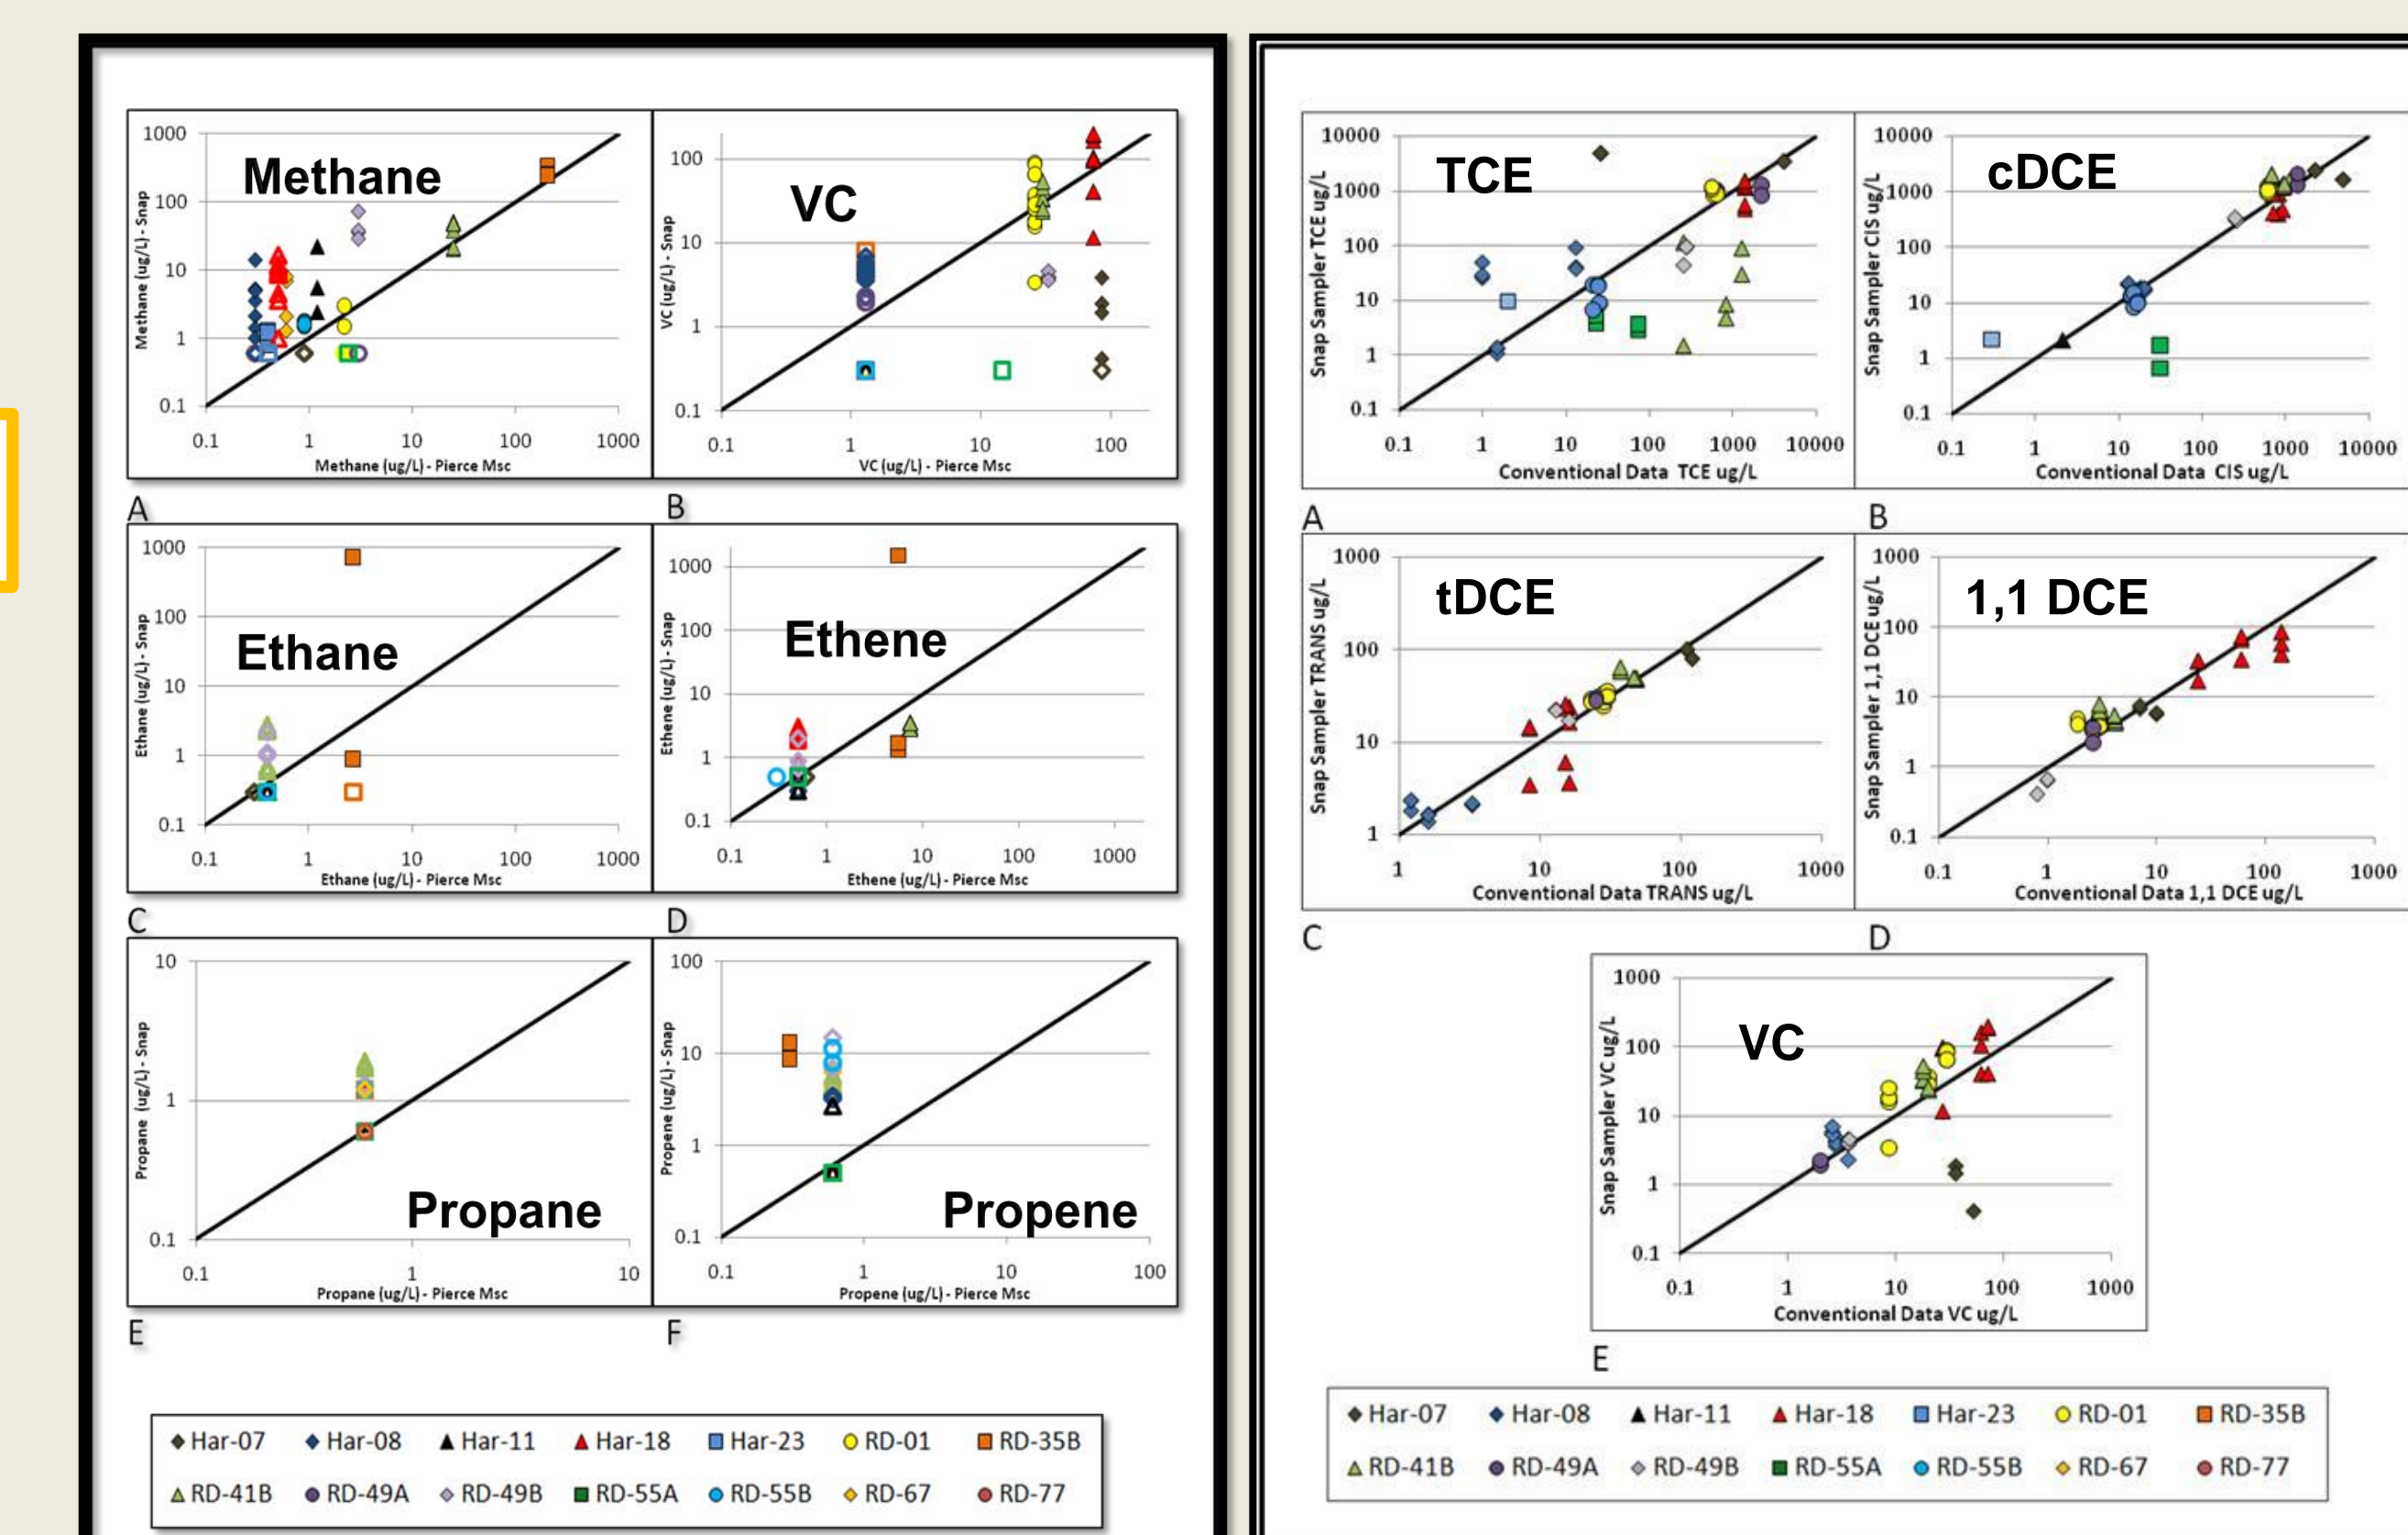 Methane
Methane (ug/L) - Snap
1000
100
10
1
0.1
0.1 1 10 100 1000
Methane (ug/L) - Pierce Msc
A
VC
VC (ug/L) - Snap
100
10
1
0.1
0.1 1 10 100
VC (ug/L) - Pierce Msc
B
Ethane
Ethane (ug/L) - Snap
1000
100
10
1
0.1
0.1 1 10 100 1000
Ethane (ug/L) - Pierce Msc
C
Ethene
Ethene (ug/L) - Snap
1000
100
10
1
0.1
0.1 1 10 100 1000
Ethene (ug/L) - Pierce Msc
D
Propane
Propane (ug/L) - Snap
10
1
0.1
0.1 1 10
Propane (ug/L) - Pierce Msc
E
Propene
Propene (ug/L) - Snap
100
10
1
0.1
0.1 1 10 100
Propene (ug/L) - Pierce Msc
F
Har-07 Har-08 Har-11 Har-18 Har-23 RD-01 RD-35B
RD-41B RD-49A RD-49B RD-55A RD-55B RD-67 RD-77
TCE
Snap Sampler TCE ug/L
10000
1000
100
10
1
0.1
0.1 1 10 100 1000 10000
Conventional Data TCE ug/L
A
cDCE
Snap Sampler CIS ug/L
10000
1000
100
10
1
0.1
0.1 1 10 100 1000 10000
Conventional Data CIS ug/L
B
tDCE
Snap Sampler TRANS ug/L
1000
100
10
1
1 10 100 1000
Conventional Data TRANS ug/L
C
1,1 DCE
Snap Sampler 1,1 DCE ug/L
1000
100
10
1
0.1
0.1 1 10 100 1000
Conventional Data 1,1 DCE ug/L
D
VC
Snap Sampler VC ug/L
1000
100
10
1
0.1
0.1 1 10 100 1000
Conventional Data VC ug/L
E
Har-07 Har-08 Har-11 Har-18 Har-23 RD-01 RD-35B
RD-41B RD-49A RD-49B RD-55A RD-55B RD-67 RD-77